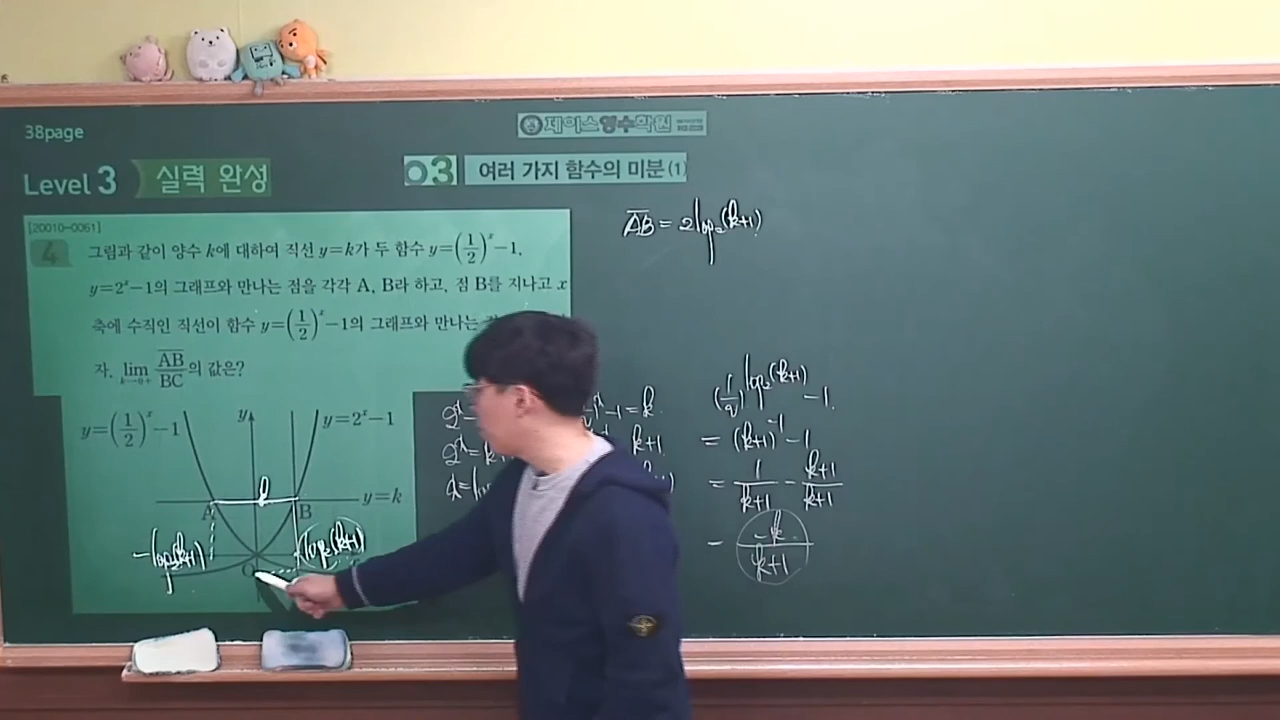 38page
제이스영수학원
Level 3 실력 완성
03 여러 가지 함수의 미분 (1)
[20010-0061]
4 그림과 같이 양수 k에 대하여 직선 y=k가 두 함수 y=(1/2)^x-1,
y=2^x-1의 그래프와 만나는 점을 각각 A, B라 하고, 점 B를 지나고 x
축에 수직인 직선이 함수 y=(1/2)^x-1의 그래프와 만나는
자. lim k→0+ AB/BC의 값은?
y=(1/2)^x-1
y
y=2^x-1
y=k
A
B
O
l
-log₂(k+1)
log₂(k+1)
AB = 2log₂(k+1)
2^x-
-1=k
2^x=k+
k+1
x=
(1/2)^log₂(k+1) -1
= (k+1)^-1 -1
= 1/(k+1) - (k+1)/(k+1)
= -k/(k+1)